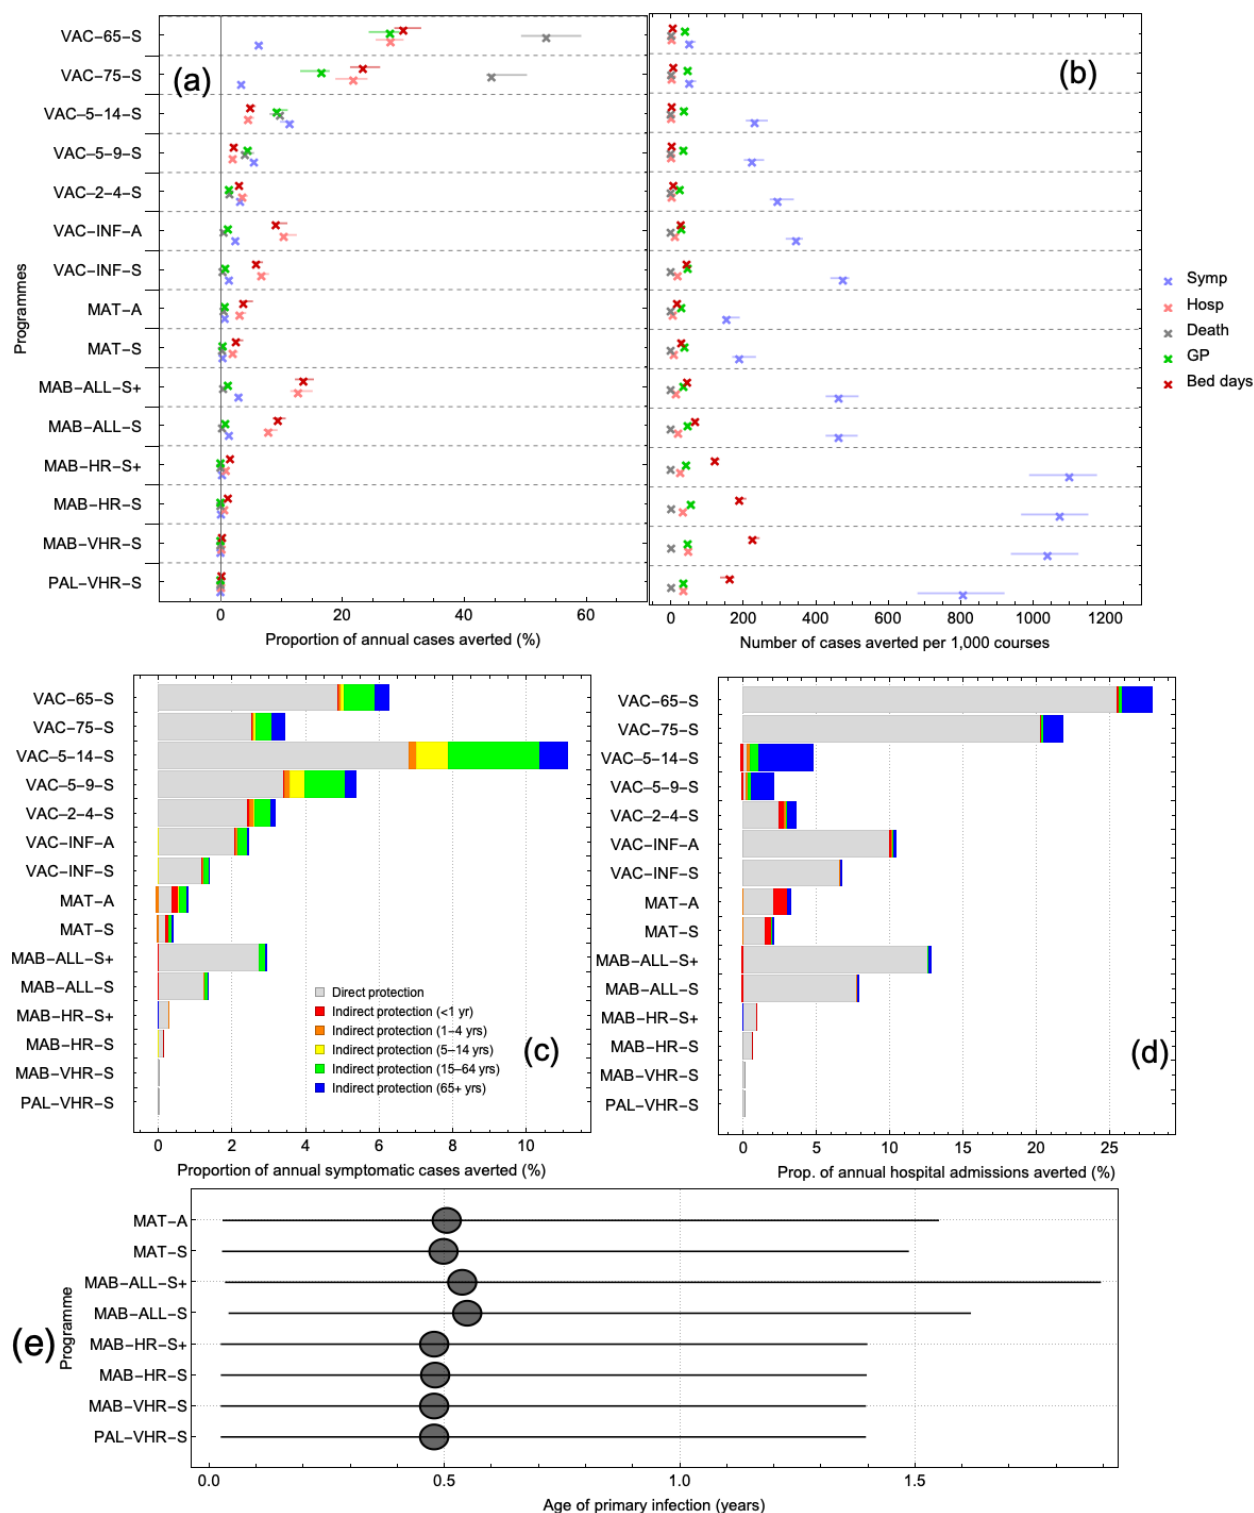 VAC-65-S
VAC-75-S
VAC-5-14-S
VAC-5-9-S
VAC-2-4-S
VAC-INF-A
VAC-INF-S
MAT-A
MAT-S
MAB-ALL-S+
MAB-ALL-S
MAB-HR-S+
MAB-HR-S
MAB-VHR-S
PAL-VHR-S
Programmes
(a)
0 20 40 60
Proportion of annual cases averted (%)
(b)
0 200 400 600 800 1000 1200
Number of cases averted per 1,000 courses
Symp
Hosp
Death
GP
Bed days
VAC-65-S
VAC-75-S
VAC-5-14-S
VAC-5-9-S
VAC-2-4-S
VAC-INF-A
VAC-INF-S
MAT-A
MAT-S
MAB-ALL-S+
MAB-ALL-S
MAB-HR-S+
MAB-HR-S
MAB-VHR-S
PAL-VHR-S
Direct protection
Indirect protection (<1 yr)
Indirect protection (1-4 yrs)
Indirect protection (5-14 yrs)
Indirect protection (15-64 yrs)
Indirect protection (65+ yrs)
(c)
0 2 4 6 8 10
Proportion of annual symptomatic cases averted (%)
VAC-65-S
VAC-75-S
VAC-5-14-S
VAC-5-9-S
VAC-2-4-S
VAC-INF-A
VAC-INF-S
MAT-A
MAT-S
MAB-ALL-S+
MAB-ALL-S
MAB-HR-S+
MAB-HR-S
MAB-VHR-S
PAL-VHR-S
(d)
0 5 10 15 20 25
Prop. of annual hospital admissions averted (%)
(e)
Programme
MAT-A
MAT-S
MAB-ALL-S+
MAB-ALL-S
MAB-HR-S+
MAB-HR-S
MAB-VHR-S
PAL-VHR-S
0.0 0.5 1.0 1.5
Age of primary infection (years)